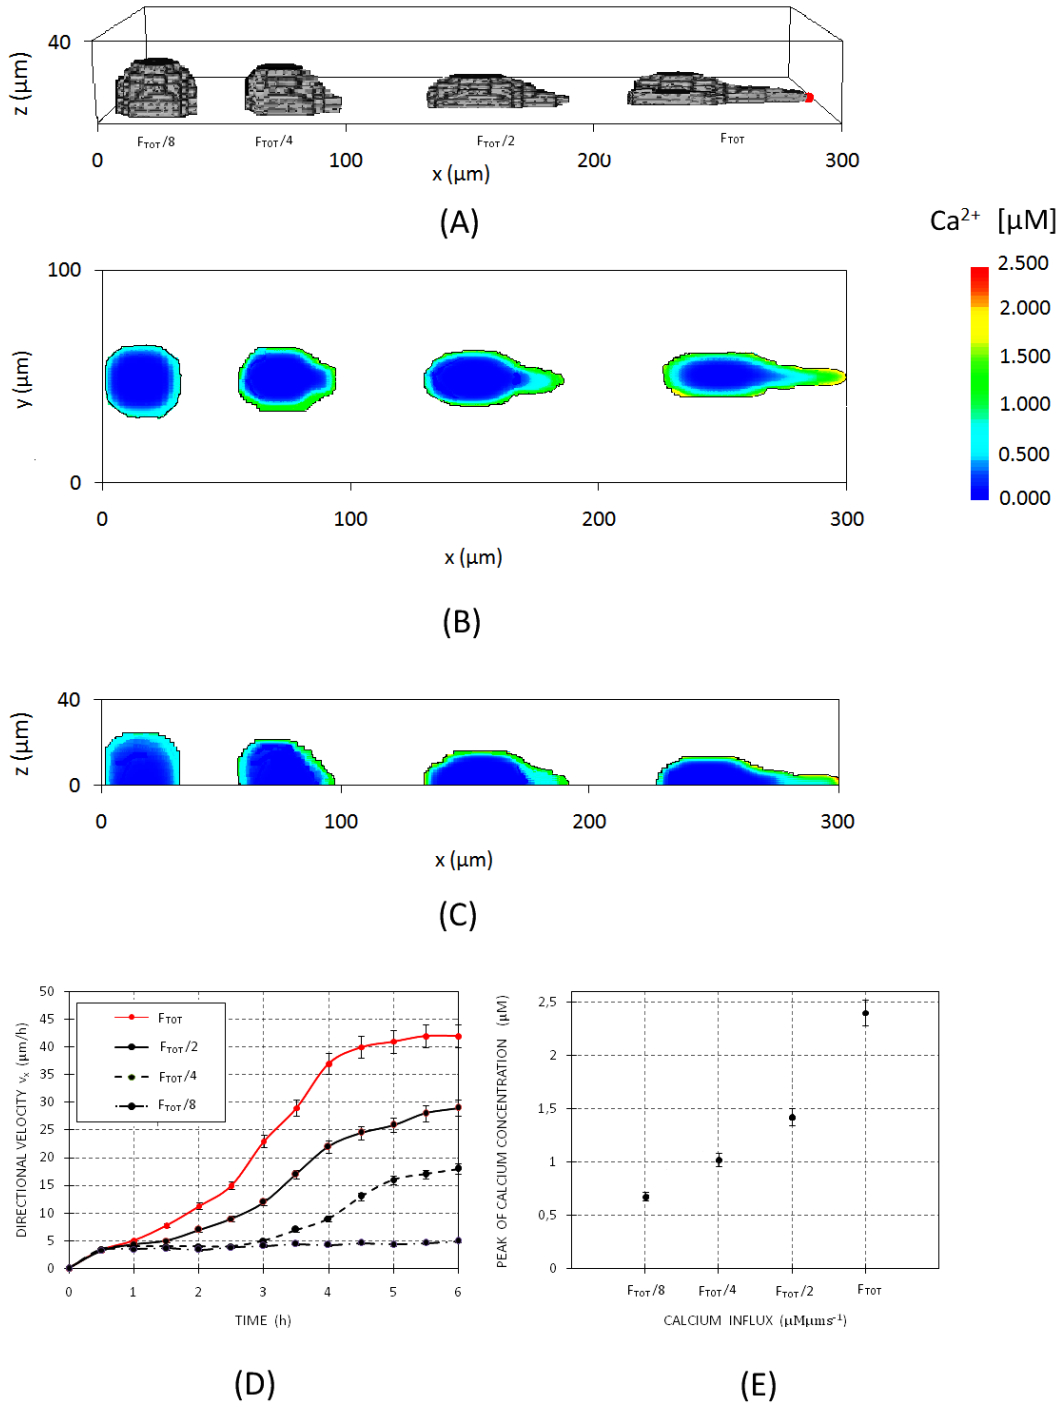 40
z (μm)
F_TOT/8 F_TOT/4 F_TOT/2 F_TOT
0 100 200 300
x (μm)
(A)
Ca²⁺ [μM]
2.500
2.000
1.500
1.000
0.500
0.000
100
y (μm)
0
0 100 200 300
x (μm)
(B)
40
z (μm)
0
0 100 200 300
x (μm)
(C)
50
45
40
35
30
25
20
15
10
5
0
DIRECTIONAL VELOCITY vₓ (μm/h)
F_TOT
F_TOT/2
F_TOT/4
F_TOT/8
0 1 2 3 4 5 6
TIME (h)
(D)
2,5
2
1,5
1
0,5
0
PEAK OF CALCIUM CONCENTRATION (μM)
F_TOT/8 F_TOT/4 F_TOT/2 F_TOT
CALCIUM INFLUX (μMμms⁻¹)
(E)